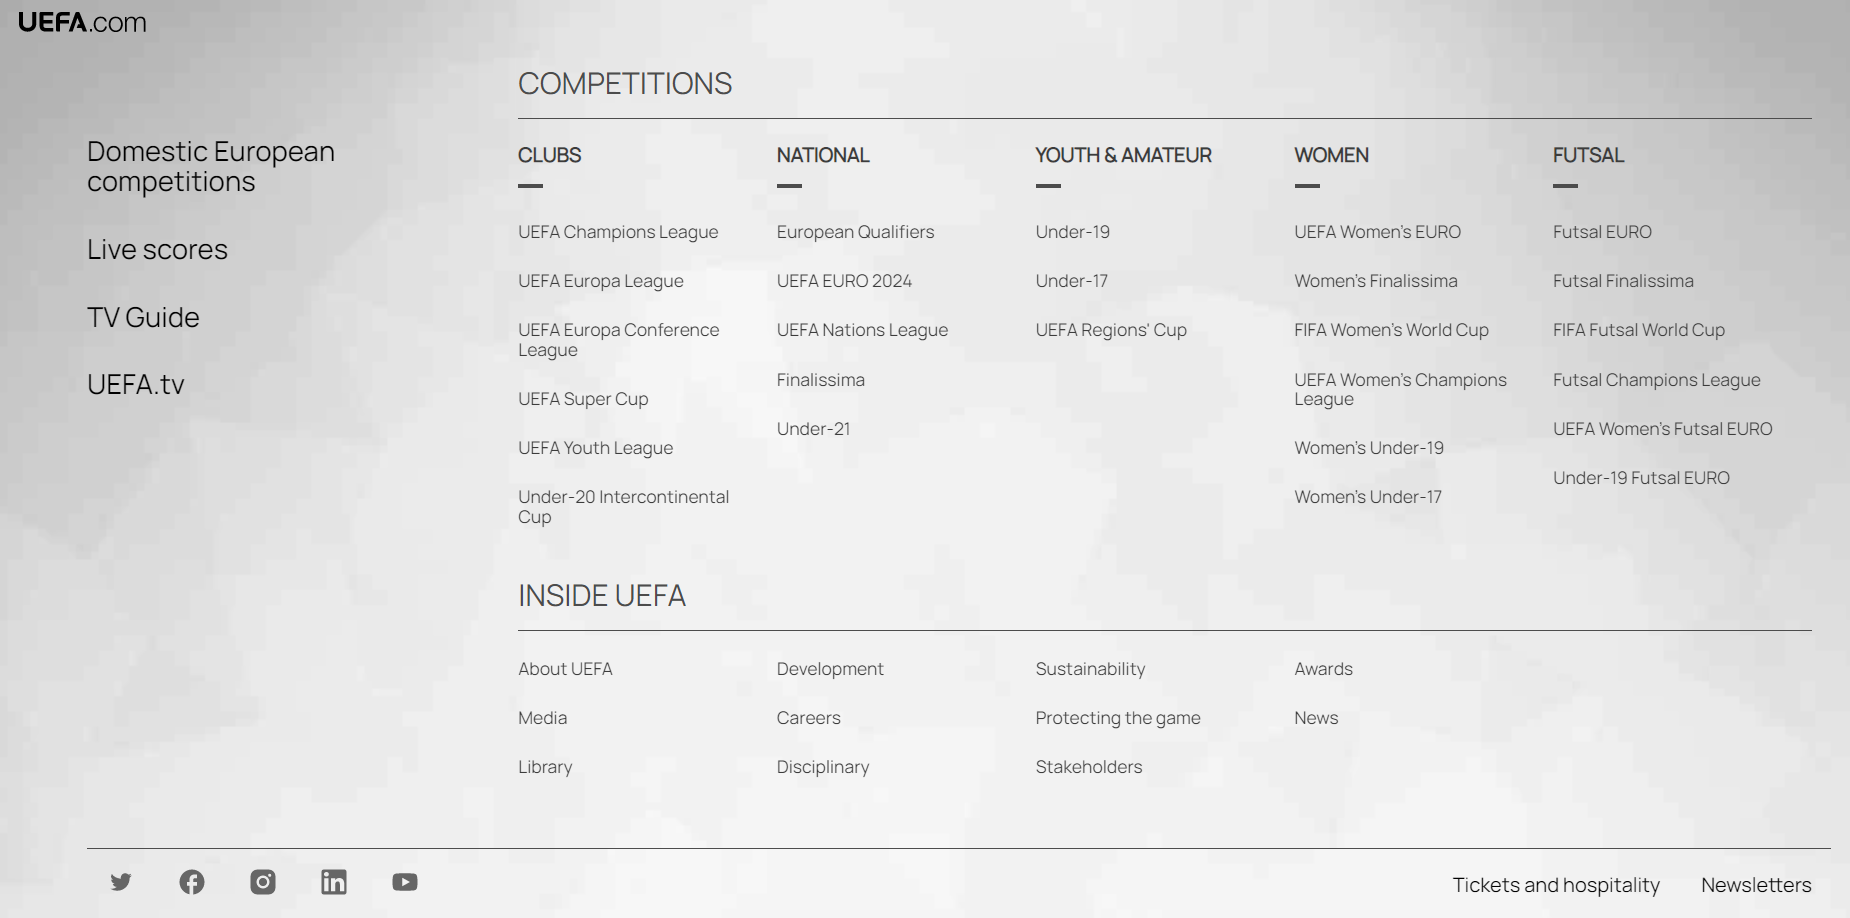 UEFA.com
Domestic European
competitions
Live scores
TV Guide
UEFA.tv
COMPETITIONS
CLUBS
UEFA Champions League
UEFA Europa League
UEFA Europa Conference
League
UEFA Super Cup
UEFA Youth League
Under-20 Intercontinental
Cup
NATIONAL
European Qualifiers
UEFA EURO 2024
UEFA Nations League
Finalissima
Under-21
YOUTH & AMATEUR
Under-19
Under-17
UEFA Regions' Cup
WOMEN
UEFA Women's EURO
Women's Finalissima
FIFA Women's World Cup
UEFA Women's Champions
League
Women's Under-19
Women's Under-17
FUTSAL
Futsal EURO
Futsal Finalissima
FIFA Futsal World Cup
Futsal Champions League
UEFA Women's Futsal EURO
Under-19 Futsal EURO
INSIDE UEFA
About UEFA
Media
Library
Development
Careers
Disciplinary
Sustainability
Protecting the game
Stakeholders
Awards
News
Tickets and hospitality
Newsletters